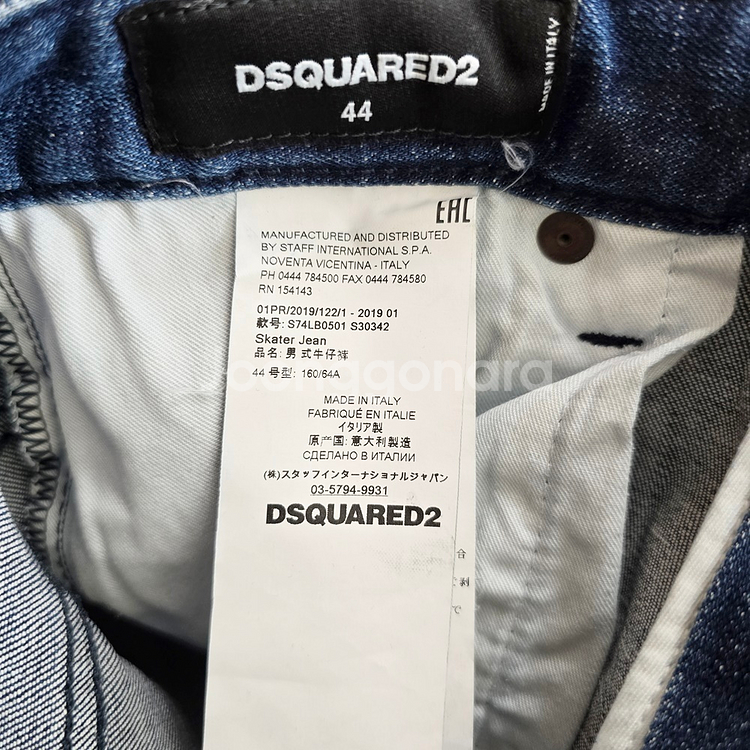 DSQUARED2
44
MADE IN ITALY
EAC
MANUFACTURED AND DISTRIBUTED
BY STAFF INTERNATIONAL S.P.A.
NOVENTA VICENTINA - ITALY
PH 0444 784500 FAX 0444 784580
RN 154143
01PR/2019/122/1 - 2019 01
款号: S74LB0501 S30342
Skater Jean
品名: 男式牛仔裤
44 号型: 160/64A
joonggonara
MADE IN ITALY
FABRIQUÉ EN ITALIE
イタリア製
原产国: 意大利製造
СДЕЛАНО В ИТАЛИИ
(株)スタッフインターナショナルジャパン
03-5794-9931
DSQUARED2
合
で